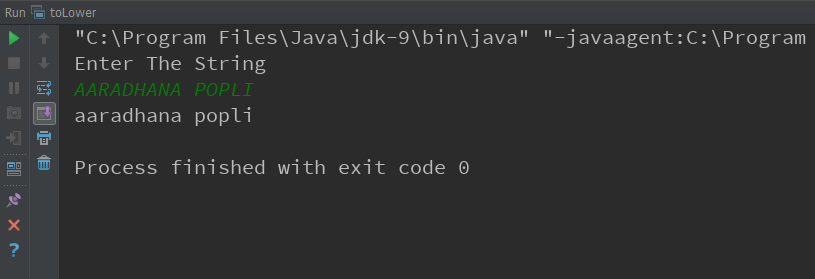 Run toLower
"C:\Program Files\Java\jdk-9\bin\java" "-javaagent:C:\Program
Enter The String
AARADHANA POPLI
aaradhana popli
Process finished with exit code 0